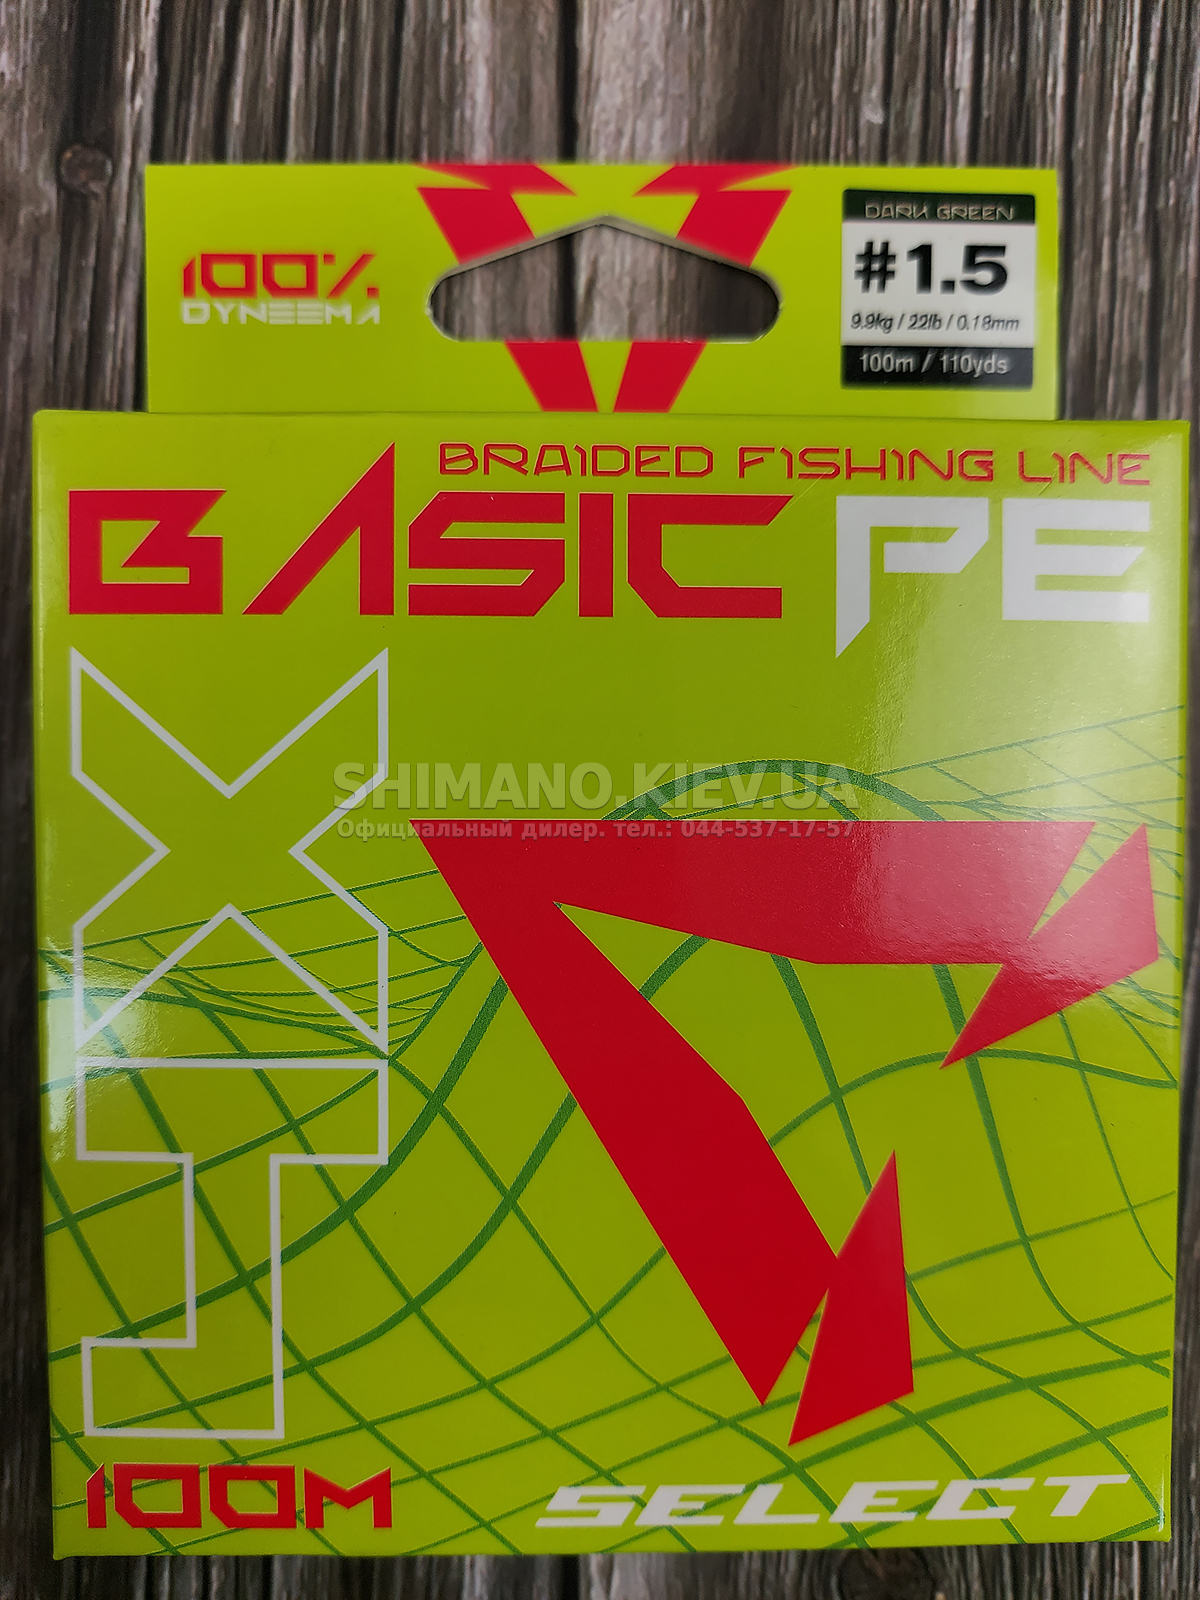 100%
DYNEEMA
DARK GREEN
#1.5
9.9kg / 22lb / 0.18mm
100m / 110yds
BRAIDED FISHING LINE
BASIC PE
SHIMANO.KIEV.UA
Официальный дилер. тел.: 044-537-17-57
100M
SELECT